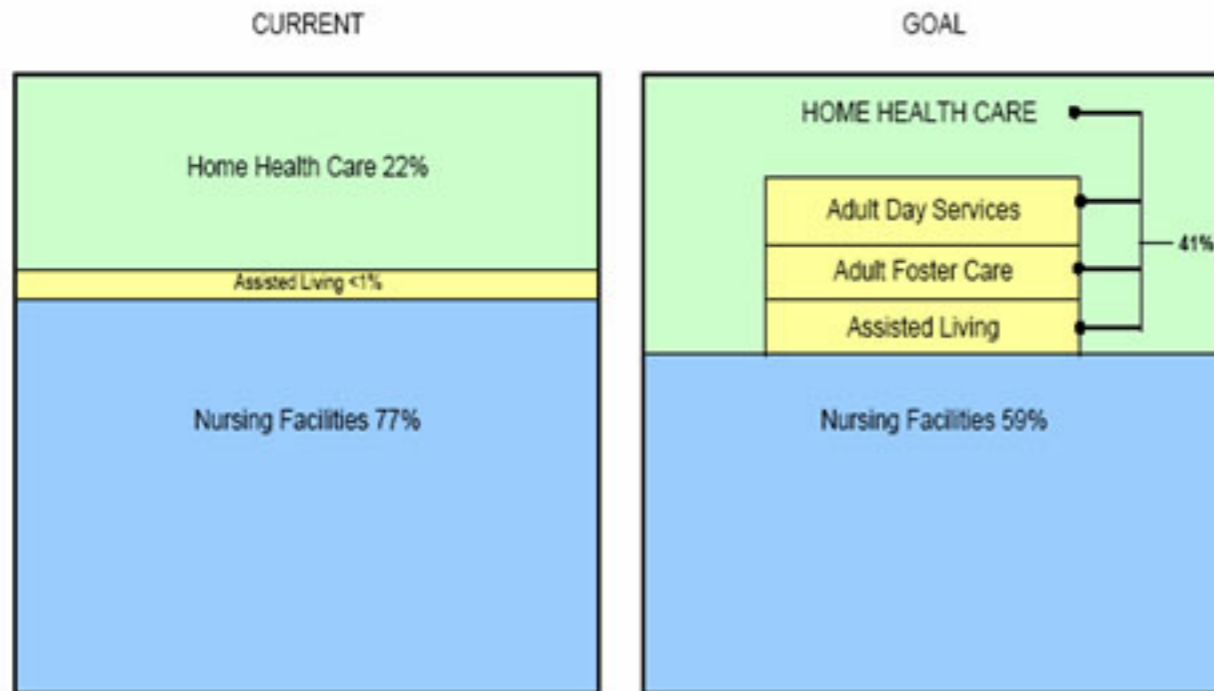 CURRENT
Home Health Care 22%
Assisted Living <1%
Nursing Facilities 77%
GOAL
HOME HEALTH CARE
Adult Day Services
Adult Foster Care
Assisted Living
41%
Nursing Facilities 59%